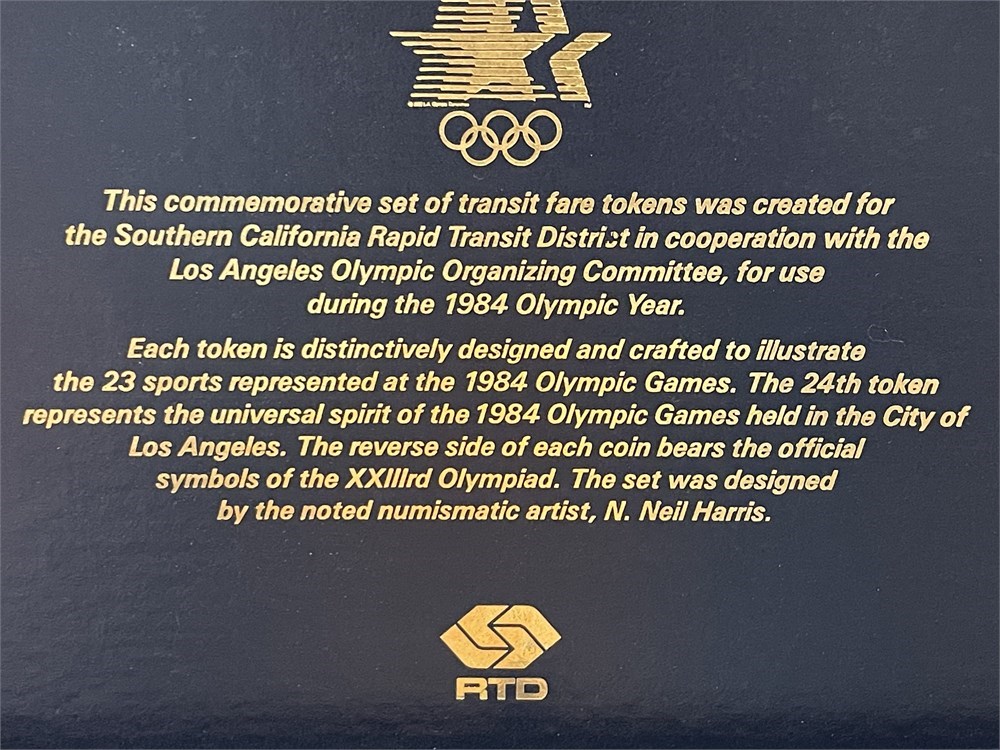 This commemorative set of transit fare tokens was created for
the Southern California Rapid Transit District in cooperation with the
Los Angeles Olympic Organizing Committee, for use
during the 1984 Olympic Year.
Each token is distinctively designed and crafted to illustrate
the 23 sports represented at the 1984 Olympic Games. The 24th token
represents the universal spirit of the 1984 Olympic Games held in the City of
Los Angeles. The reverse side of each coin bears the official
symbols of the XXIIIrd Olympiad. The set was designed
by the noted numismatic artist, N. Neil Harris.
RTD